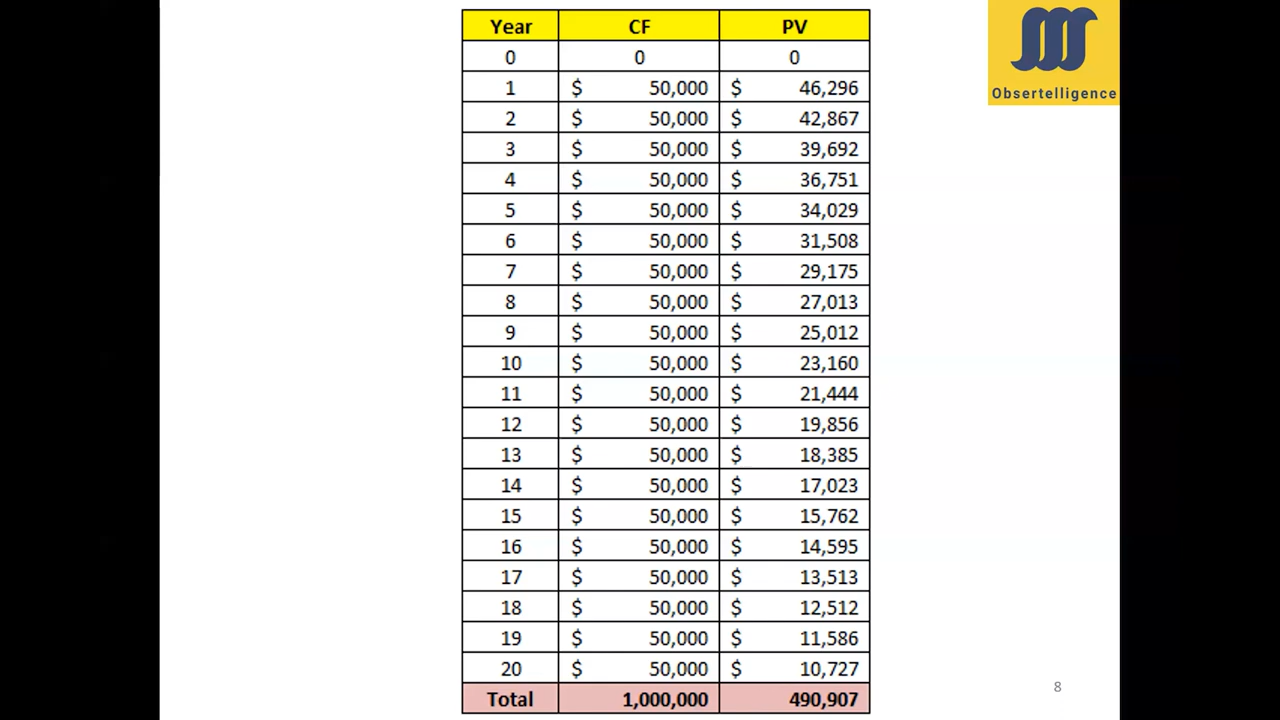 Year CF PV
0 0 0
1 $ 50,000 $ 46,296
2 $ 50,000 $ 42,867
3 $ 50,000 $ 39,692
4 $ 50,000 $ 36,751
5 $ 50,000 $ 34,029
6 $ 50,000 $ 31,508
7 $ 50,000 $ 29,175
8 $ 50,000 $ 27,013
9 $ 50,000 $ 25,012
10 $ 50,000 $ 23,160
11 $ 50,000 $ 21,444
12 $ 50,000 $ 19,856
13 $ 50,000 $ 18,385
14 $ 50,000 $ 17,023
15 $ 50,000 $ 15,762
16 $ 50,000 $ 14,595
17 $ 50,000 $ 13,513
18 $ 50,000 $ 12,512
19 $ 50,000 $ 11,586
20 $ 50,000 $ 10,727
Total 1,000,000 490,907
Obsertelligence
8